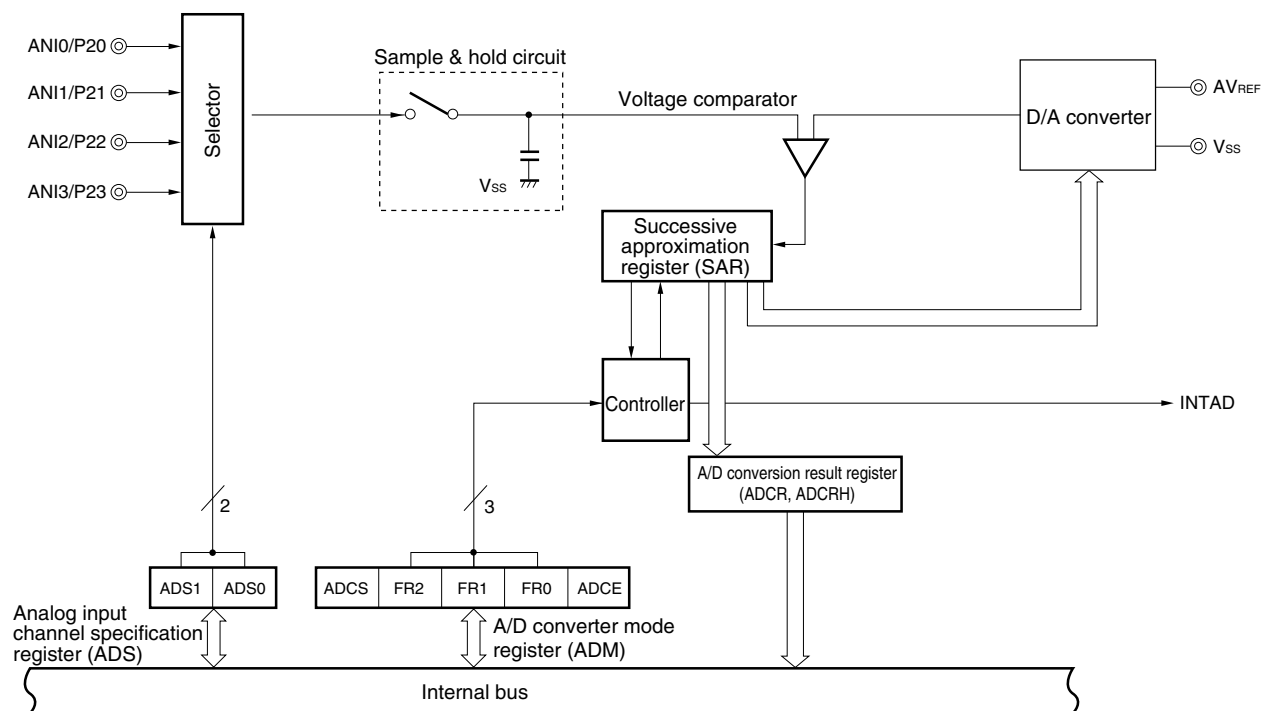 ANI0/P20
ANI1/P21
ANI2/P22
ANI3/P23
Selector
Sample & hold circuit
VSS
Voltage comparator
D/A converter
AVREF
VSS
Successive
approximation
register (SAR)
Controller
INTAD
A/D conversion result register
(ADCR, ADCRH)
2
3
ADS1 ADS0
ADCS FR2 FR1 FR0 ADCE
Analog input
channel specification
register (ADS)
A/D converter mode
register (ADM)
Internal bus